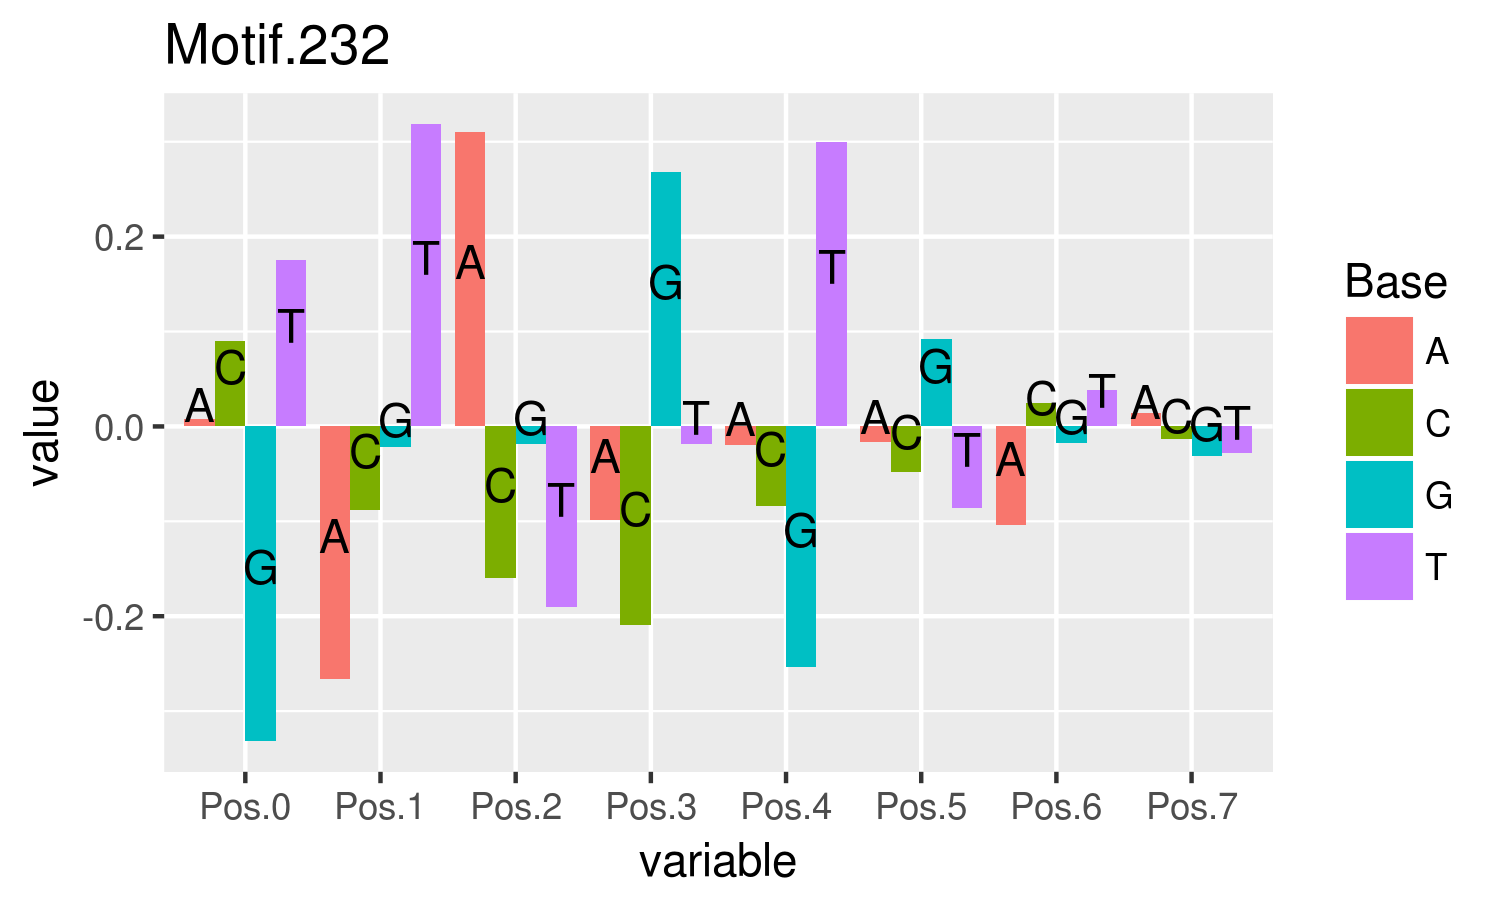 Motif.232
value
0.2
0.0
-0.2
A C G T
A C G T
A C G T
A C G T
A C G T
A C G T
A C G T
A C G T
Pos.0 Pos.1 Pos.2 Pos.3 Pos.4 Pos.5 Pos.6 Pos.7
variable
Base
A
C
G
T